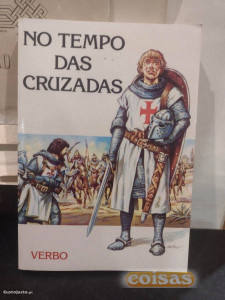 NO TEMPO
DAS
CRUZADAS
VERBO
coisas